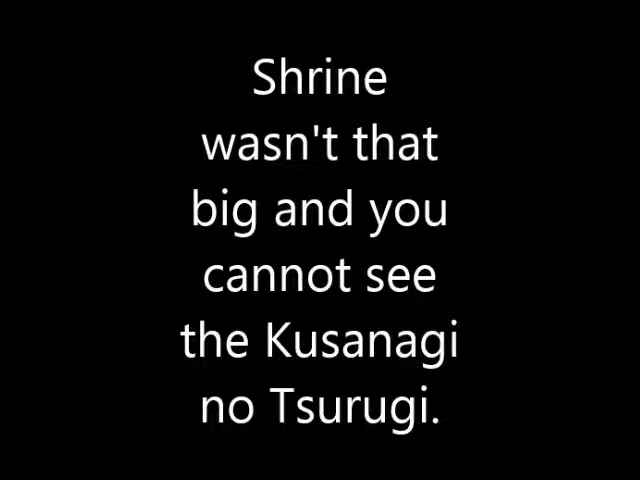 Shrine
wasn't that
big and you
cannot see
the Kusanagi
no Tsurugi.